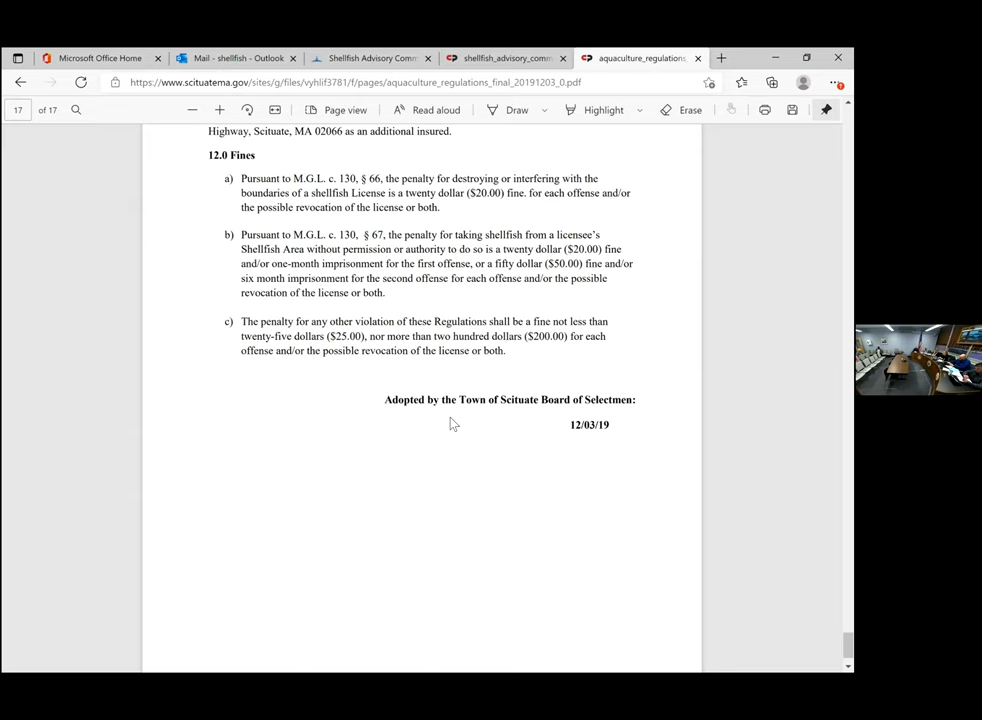 Microsoft Office Home
Mail - shellfish - Outlook
Shellfish Advisory Comm
shellfish_advisory_comm
aquaculture_regulations_
https://www.scituatema.gov/sites/g/files/vyhlif3781/f/pages/aquaculture_regulations_final_20191203_0.pdf
17 of 17
Page view
Read aloud
Draw
Highlight
Erase
Highway, Scituate, MA 02066 as an additional insured.
12.0 Fines
a) Pursuant to M.G.L. c. 130, § 66, the penalty for destroying or interfering with the
boundaries of a shellfish License is a twenty dollar ($20.00) fine. for each offense and/or
the possible revocation of the license or both.
b) Pursuant to M.G.L. c. 130, § 67, the penalty for taking shellfish from a licensee's
Shellfish Area without permission or authority to do so is a twenty dollar ($20.00) fine
and/or one-month imprisonment for the first offense, or a fifty dollar ($50.00) fine and/or
six month imprisonment for the second offense for each offense and/or the possible
revocation of the license or both.
c) The penalty for any other violation of these Regulations shall be a fine not less than
twenty-five dollars ($25.00), nor more than two hundred dollars ($200.00) for each
offense and/or the possible revocation of the license or both.
Adopted by the Town of Scituate Board of Selectmen:
12/03/19